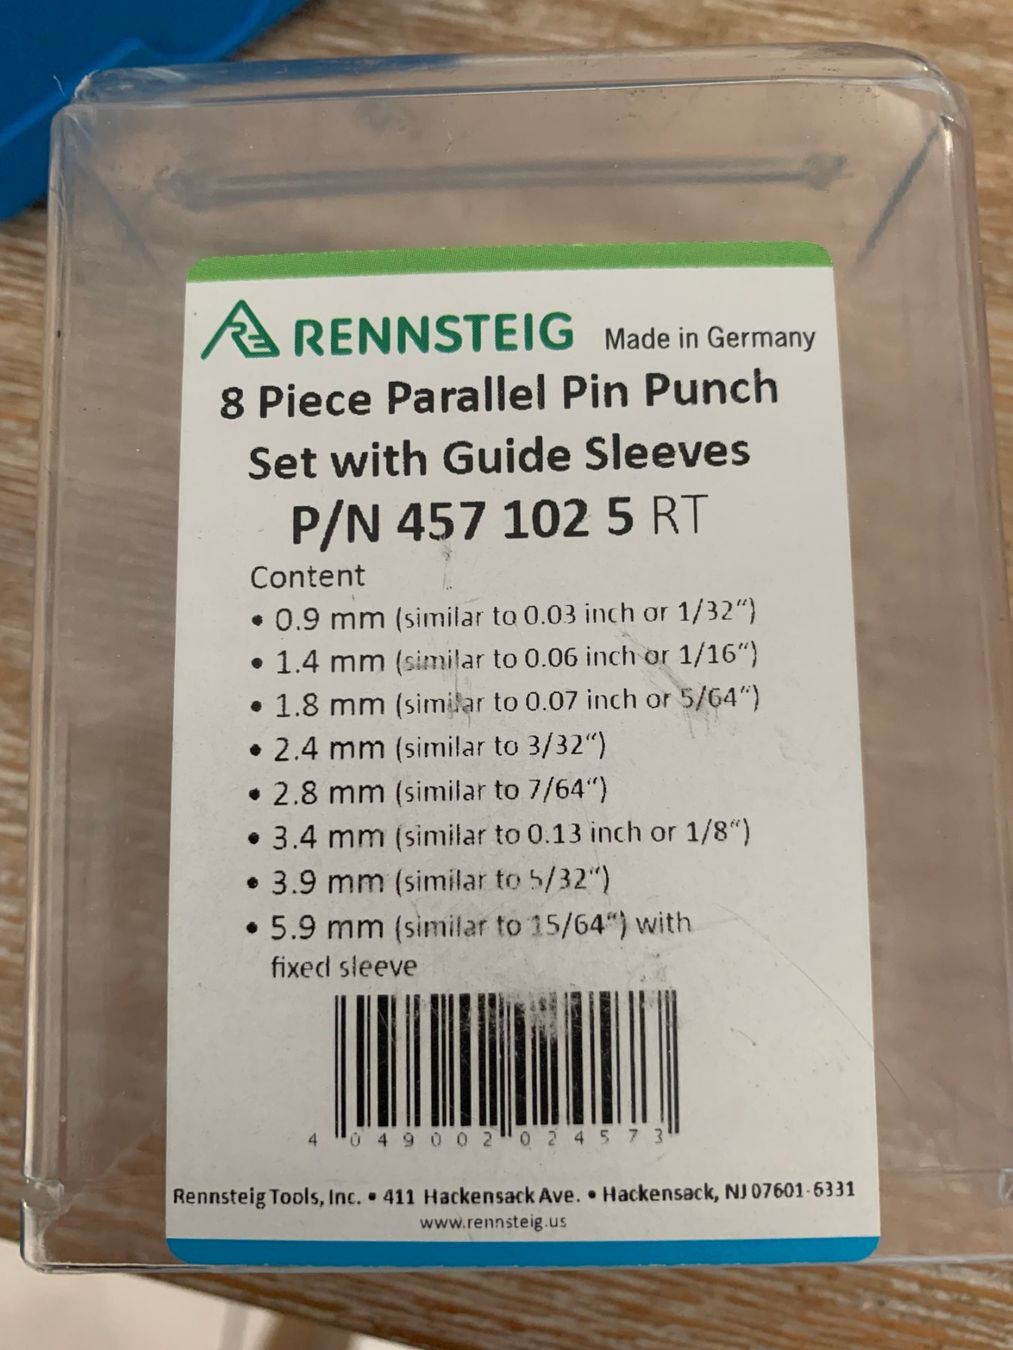 RENNSTEIG Made in Germany
8 Piece Parallel Pin Punch
Set with Guide Sleeves
P/N 457 102 5 RT
Content
• 0.9 mm (similar to 0.03 inch or 1/32“)
• 1.4 mm (similar to 0.06 inch or 1/16“)
• 1.8 mm (similar to 0.07 inch or 5/64“)
• 2.4 mm (similar to 3/32“)
• 2.8 mm (similar to 7/64“)
• 3.4 mm (similar to 0.13 inch or 1/8“)
• 3.9 mm (similar to 5/32“)
• 5.9 mm (similar to 15/64“) with
fixed sleeve
4 049002 024573
Rennsteig Tools, Inc. • 411 Hackensack Ave. • Hackensack, NJ 07601-6331
www.rennsteig.us